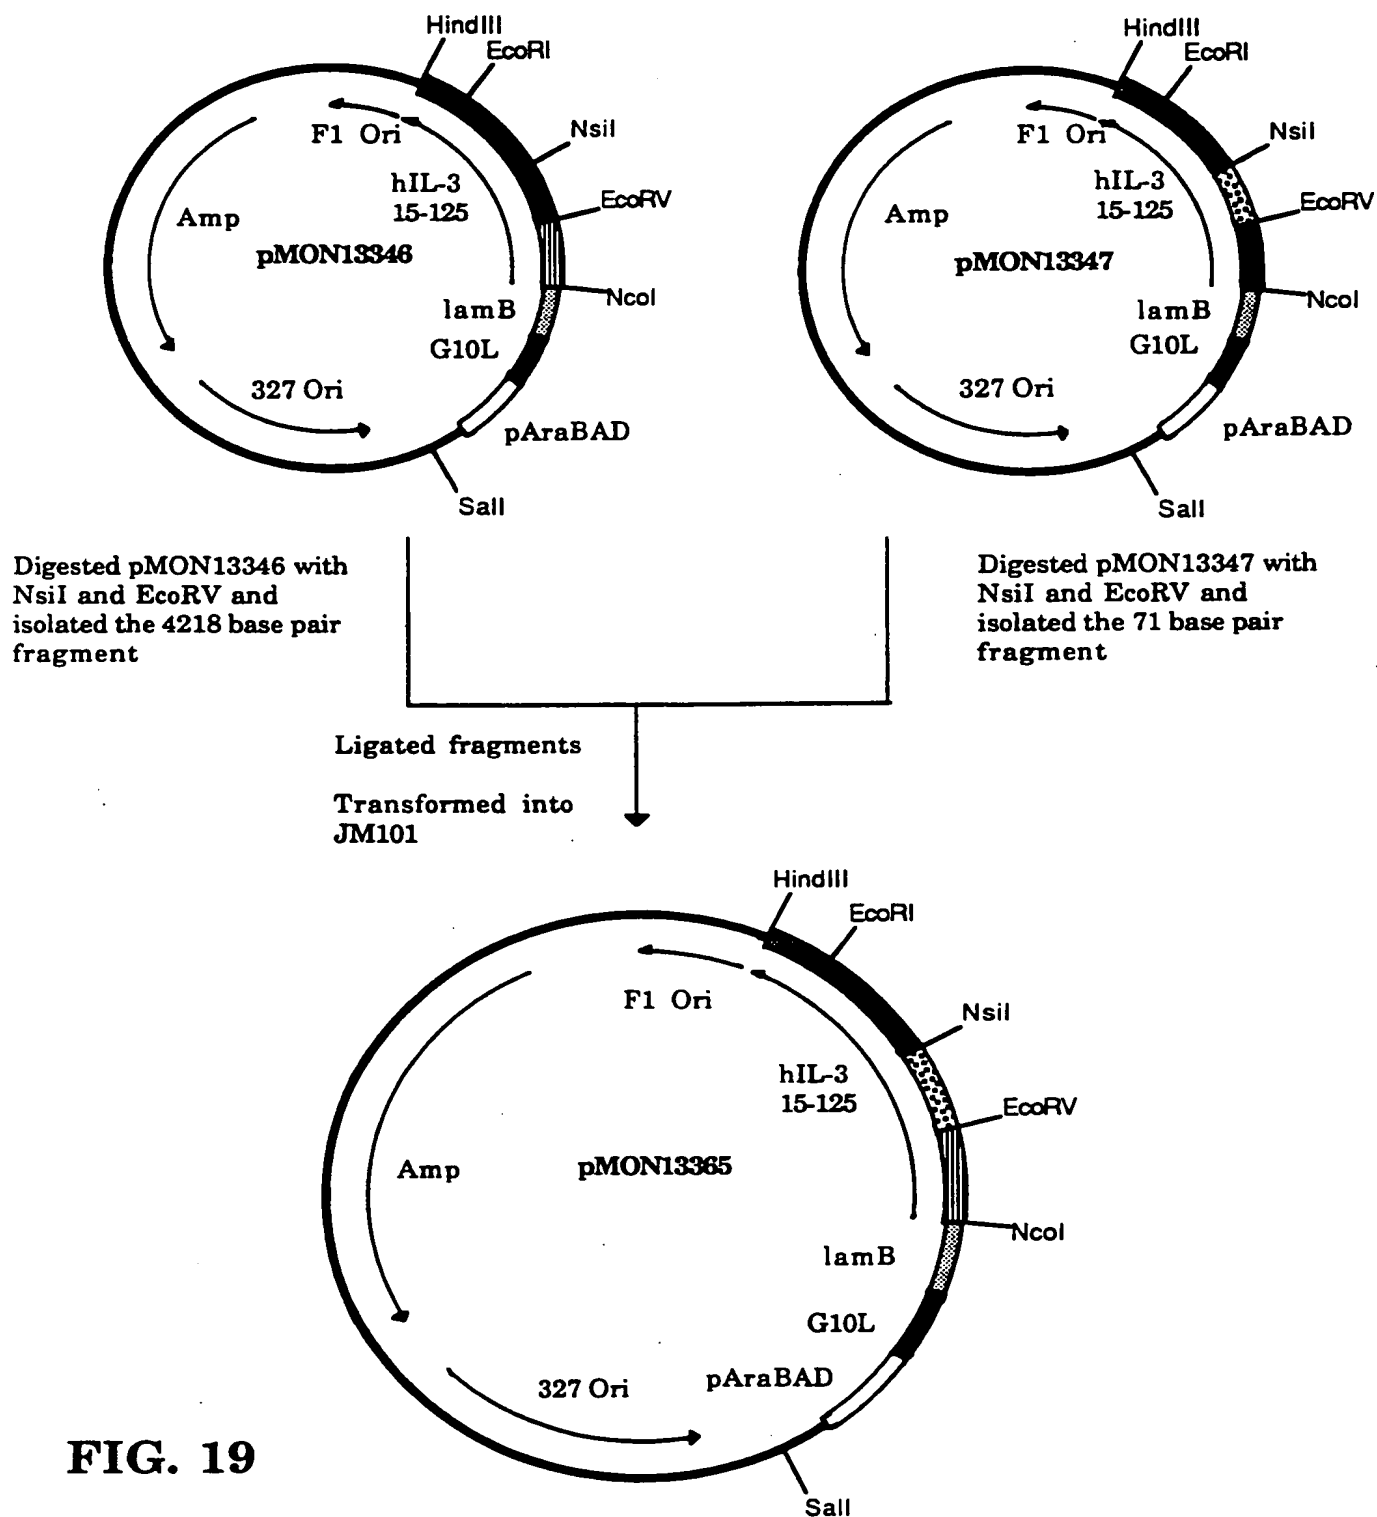 HindIII
EcoRI
NsiI
EcoRV
NcoI
F1 Ori
hIL-3
15-125
Amp
pMON13346
lamB
G10L
327 Ori
pAraBAD
SalI
HindIII
EcoRI
NsiI
EcoRV
NcoI
F1 Ori
hIL-3
15-125
Amp
pMON13347
lamB
G10L
327 Ori
pAraBAD
SalI
Digested pMON13346 with
NsiI and EcoRV and
isolated the 4218 base pair
fragment
Digested pMON13347 with
NsiI and EcoRV and
isolated the 71 base pair
fragment
Ligated fragments
Transformed into
JM101
HindIII
EcoRI
F1 Ori
NsiI
hIL-3
15-125
EcoRV
Amp
pMON13365
NcoI
lamB
G10L
pAraBAD
327 Ori
SalI
FIG. 19